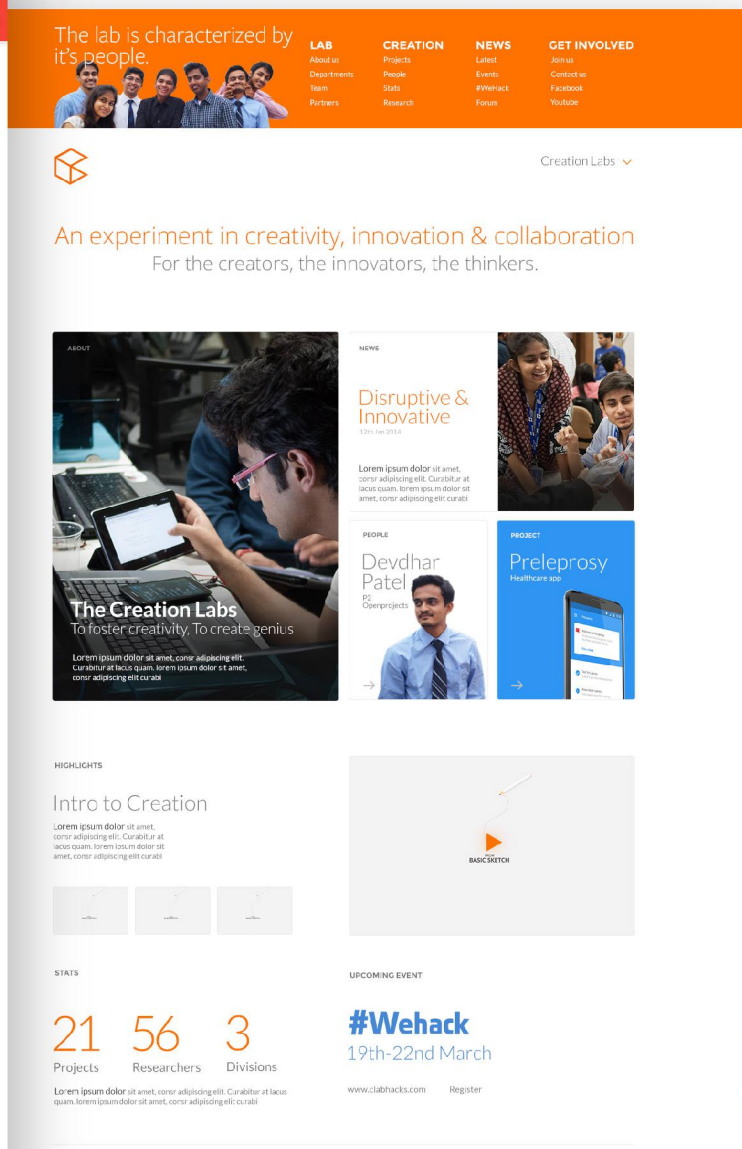 The lab is characterized by
it's people.
LAB
About us
Departments
Team
Partners
CREATION
Projects
People
Stats
Research
NEWS
Latest
Events
#WeHack
Forum
GET INVOLVED
Join us
Contact us
Facebook
Youtube
Creation Labs
An experiment in creativity, innovation & collaboration
For the creators, the innovators, the thinkers.
ABOUT
The Creation Labs
To foster creativity, To create genius
Lorem ipsum dolor sit amet, consr adipiscing elit.
Curabitur at lacus quam. lorem ipsum dolor sit amet,
consr adipiscing elit curabi
NEWS
Disruptive &
Innovative
12th Jan 2014
Lorem ipsum dolor sit amet,
consr adipiscing elit. Curabitur at
lacus quam. lorem ipsum dolor sit
amet, consr adipiscing elit curabi
PEOPLE
Devdhar
Patel
P2
Openprojects
PROJECT
Preleprosy
Healthcare app
HIGHLIGHTS
Intro to Creation
Lorem ipsum dolor sit amet,
consr adipiscing elit. Curabitur at
lacus quam. lorem ipsum dolor sit
amet, consr adipiscing elit curabi
BASIC SKETCH
STATS
21
Projects
56
Researchers
3
Divisions
Lorem ipsum dolor sit amet, consr adipiscing elit. Curabitur at lacus
quam. lorem ipsum dolor sit amet, consr adipiscing elit curabi
UPCOMING EVENT
#Wehack
19th-22nd March
www.clabhacks.com Register